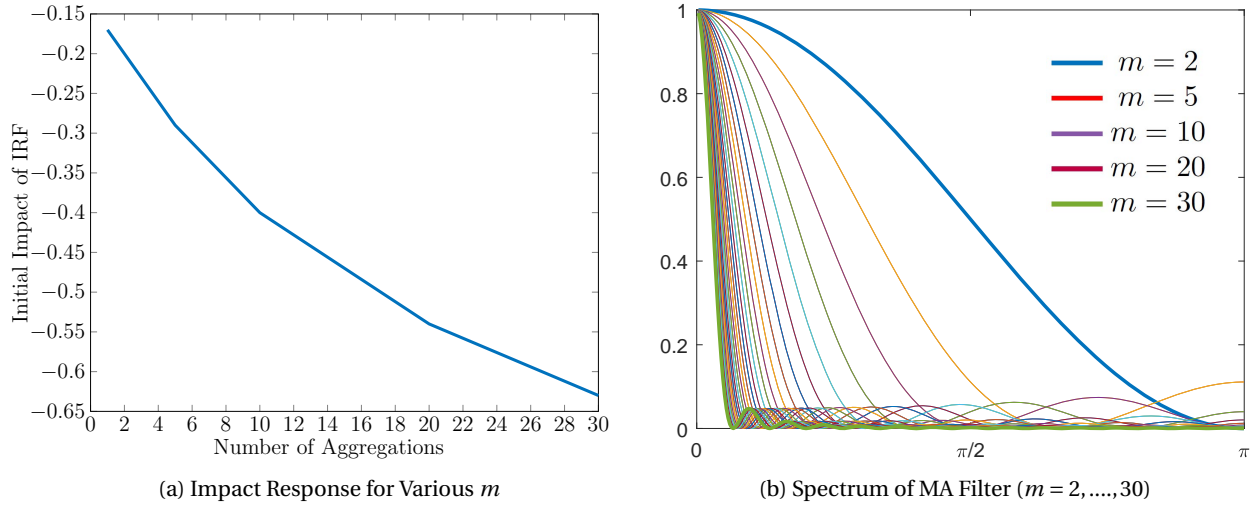 −0.15
−0.15
−0.25
−0.3
−0.35
−0.4
−0.45
−0.5
−0.55
−0.6
−0.65
Initial Impact of IRF
0 2 4 6 8 10 12 14 16 18 20 22 24 26 28 30
Number of Aggregations
(a) Impact Response for Various m
1
0.8
0.6
0.4
0.2
0
0 π/2 π
m = 2
m = 5
m = 10
m = 20
m = 30
(b) Spectrum of MA Filter (m = 2, ...., 30)